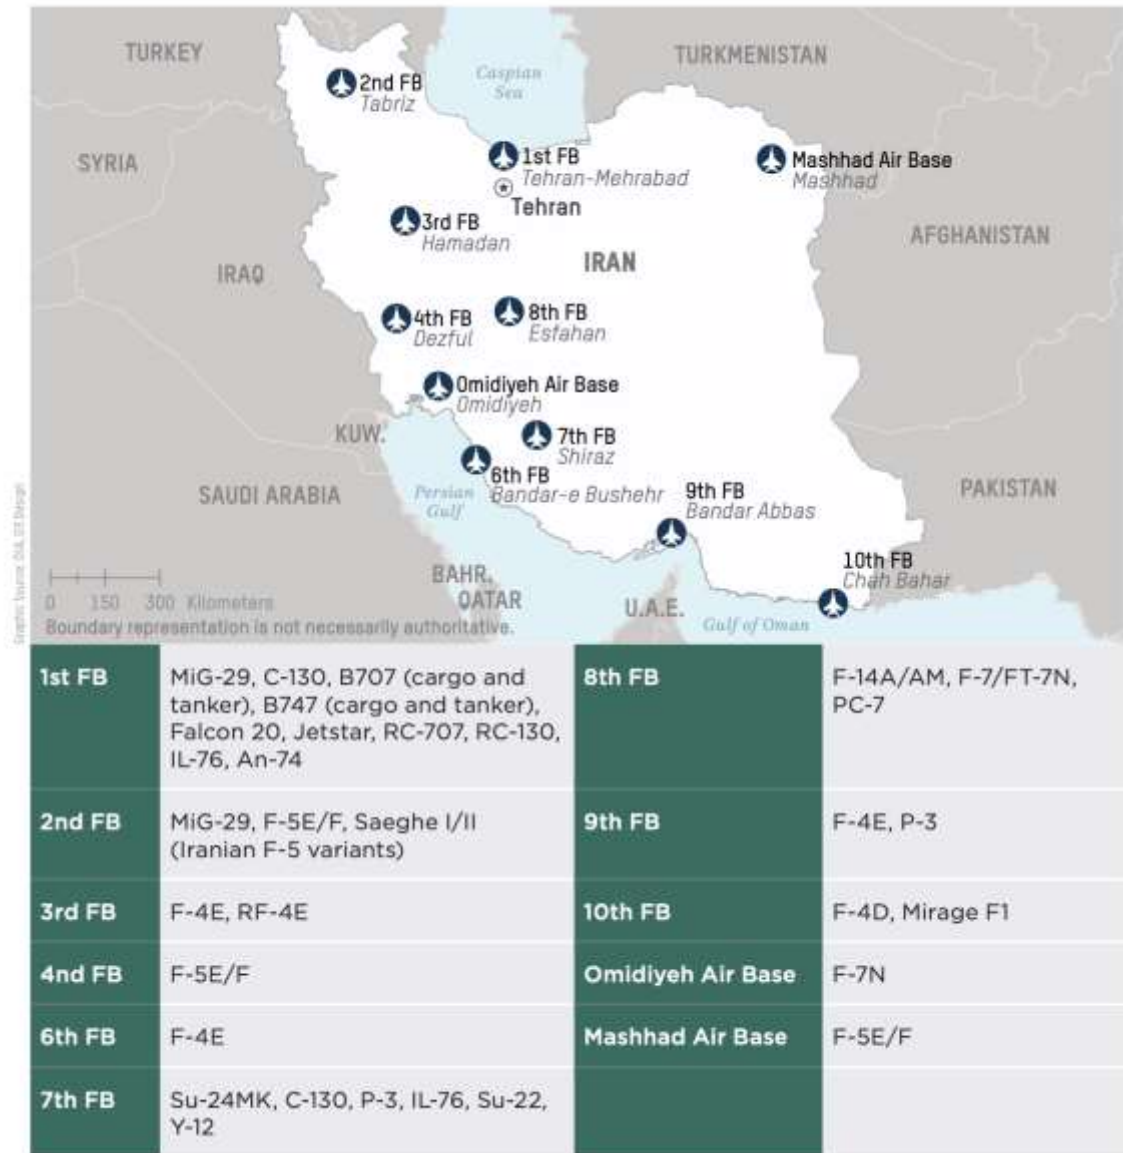 TURKEY
Caspian
Sea
TURKMENISTAN
2nd FB
Tabriz
SYRIA
1st FB
Tehran-Mehrabad
Tehran
Mashhad Air Base
Mashhad
3rd FB
Hamadan
IRAQ
IRAN
AFGHANISTAN
4th FB
Dezful
8th FB
Esfahan
Omidiyeh Air Base
Omidiyeh
KUW.
7th FB
Shiraz
SAUDI ARABIA
Persian
Gulf
6th FB
Bandar-e Bushehr
9th FB
Bandar Abbas
PAKISTAN
10th FB
Chah Bahar
BAHR.
QATAR
U.A.E.
Gulf of Oman
0 150 300 Kilometers
Boundary representation is not necessarily authoritative.
Graphic Source: DIA, D3 Design
1st FB
MiG-29, C-130, B707 (cargo and
tanker), B747 (cargo and tanker),
Falcon 20, Jetstar, RC-707, RC-130,
IL-76, An-74
8th FB
F-14A/AM, F-7/FT-7N,
PC-7
2nd FB
MiG-29, F-5E/F, Saeghe I/II
(Iranian F-5 variants)
9th FB
F-4E, P-3
3rd FB
F-4E, RF-4E
10th FB
F-4D, Mirage F1
4nd FB
F-5E/F
Omidiyeh Air Base
F-7N
6th FB
F-4E
Mashhad Air Base
F-5E/F
7th FB
Su-24MK, C-130, P-3, IL-76, Su-22,
Y-12